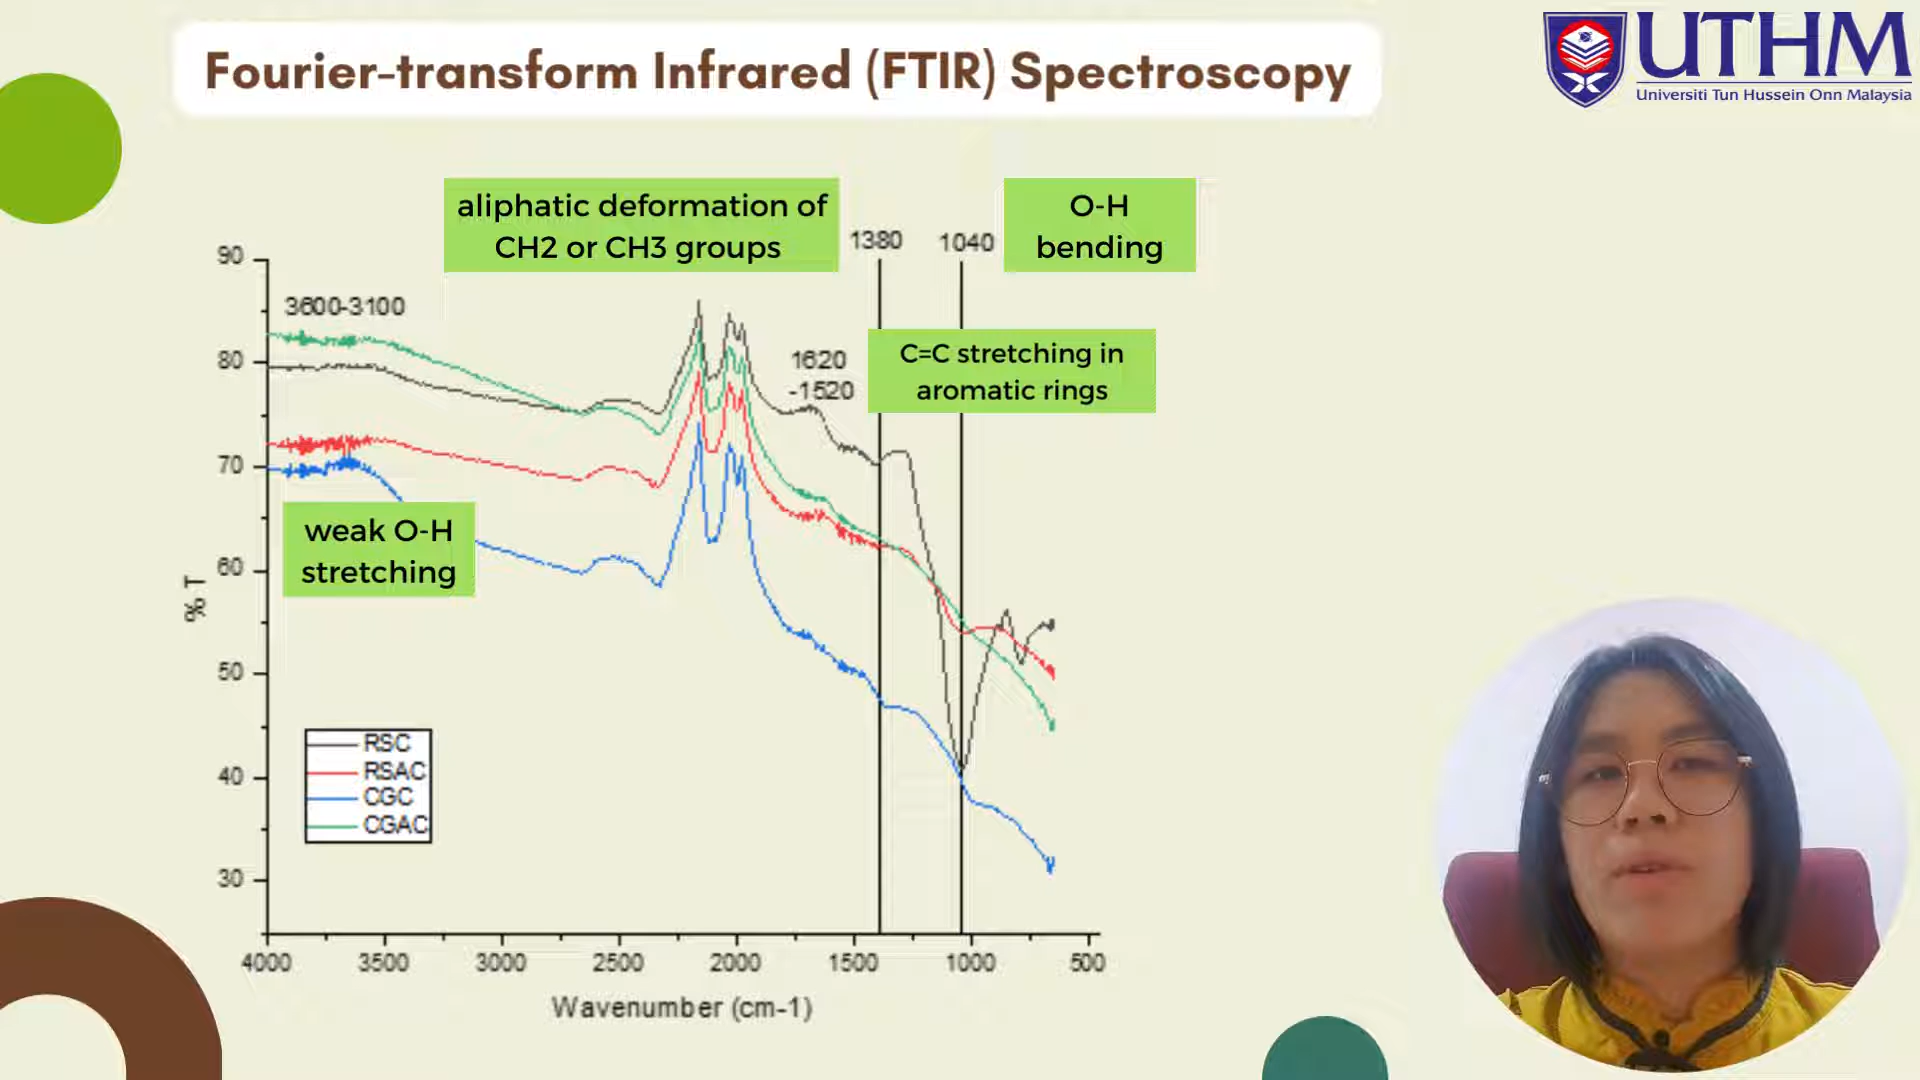 Fourier-transform Infrared (FTIR) Spectroscopy
UTHM
Universiti Tun Hussein Onn Malaysia
aliphatic deformation of
CH2 or CH3 groups
1380
1040
O-H
bending
3600-3100
1620
-1520
C=C stretching in
aromatic rings
weak O-H
stretching
% T
90
80
70
60
50
40
30
RSC
RSAC
CGC
CGAC
4000
3500
3000
2500
2000
1500
1000
500
Wavenumber (cm-1)